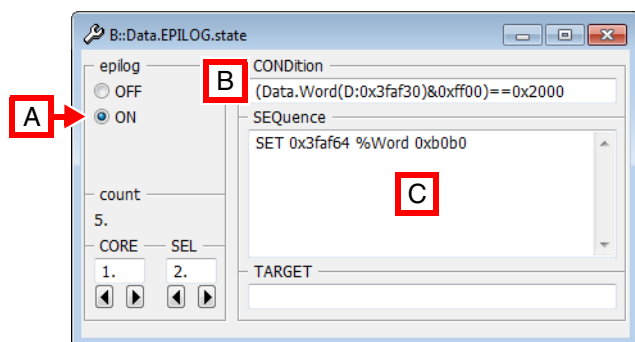 B::Data.EPILOG.state
epilog
OFF
ON
A
B
CONDition
(Data.Word(D:0x3faf30)&0xff00)==0x2000
SEQuence
SET 0x3faf64 %Word 0xb0b0
C
count
5.
CORE
SEL
1.
2.
TARGET